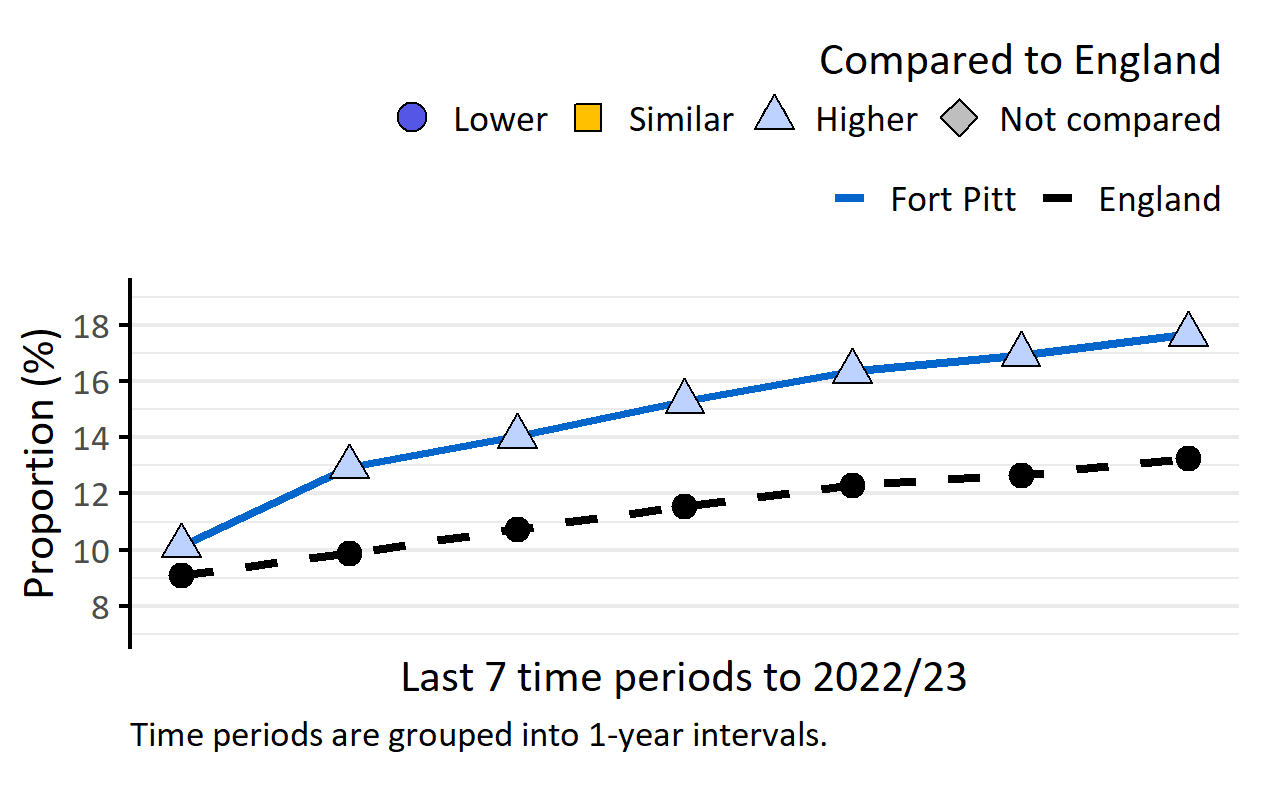 Compared to England
Lower Similar Higher Not compared
Fort Pitt England
Proportion (%)
18
16
14
12
10
8
Last 7 time periods to 2022/23
Time periods are grouped into 1-year intervals.